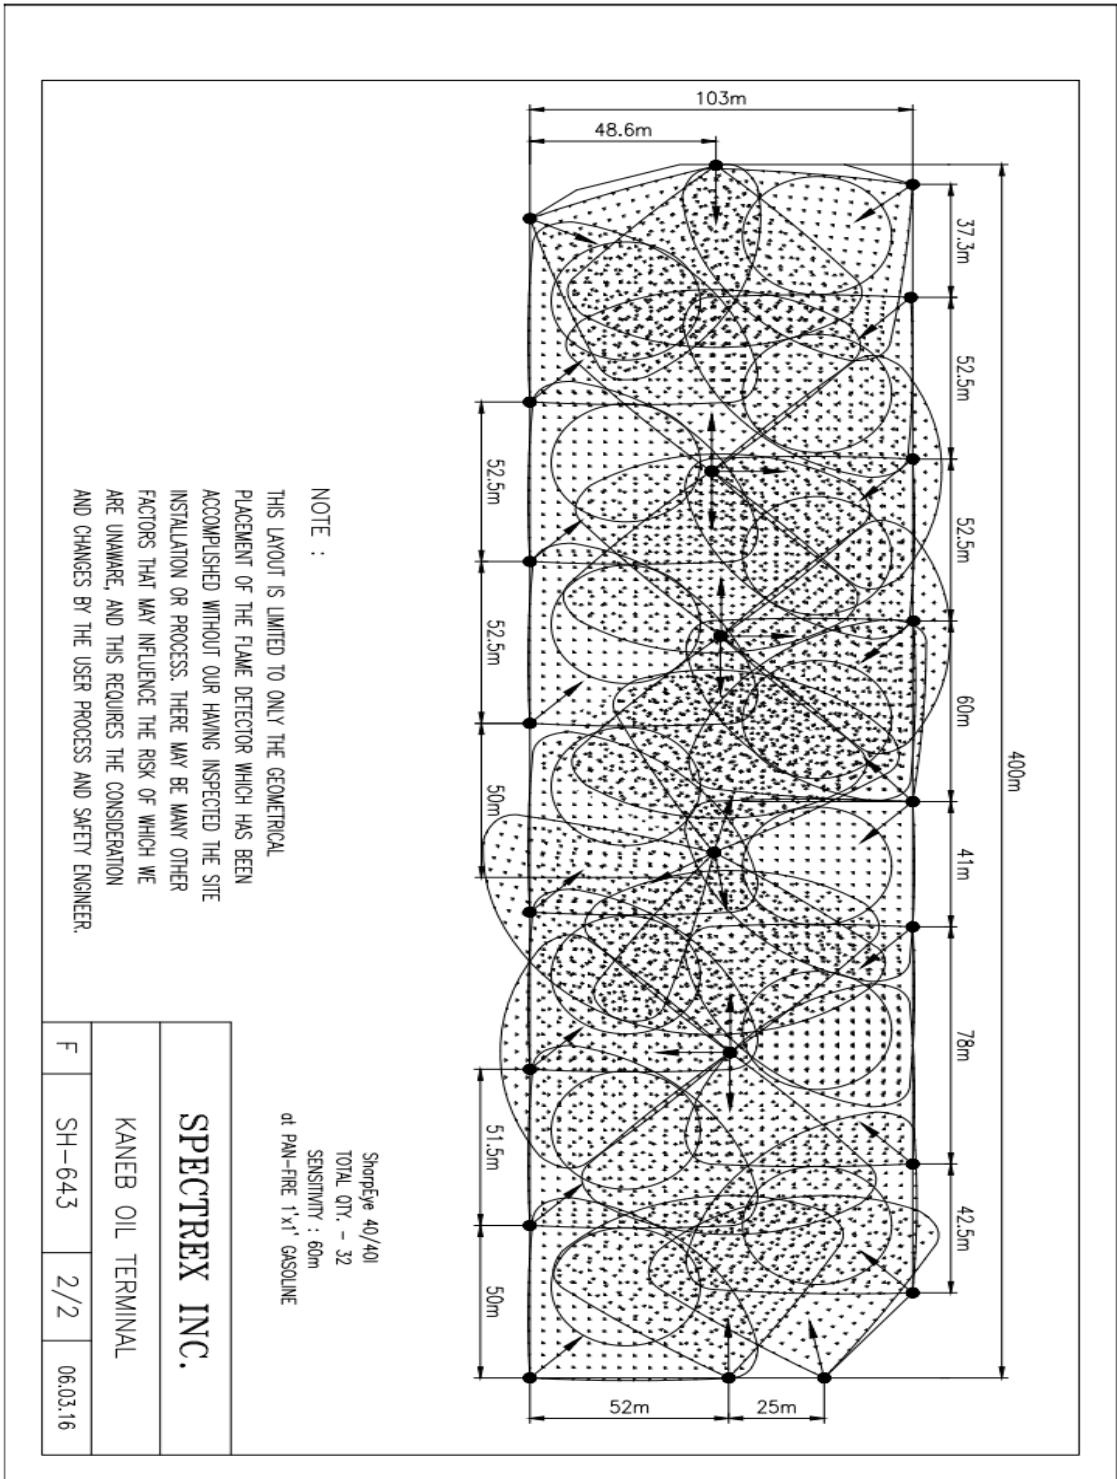 103m
48.6m
37.3m
52.5m
52.5m
60m
41m
78m
42.5m
400m
52.5m
52.5m
50m
51.5m
50m
52m
25m
NOTE :
THIS LAYOUT IS LIMITED TO ONLY THE GEOMETRICAL
PLACEMENT OF THE FLAME DETECTOR WHICH HAS BEEN
ACCOMPLISHED WITHOUT OUR HAVING INSPECTED THE SITE
INSTALLATION OR PROCESS. THERE MAY BE MANY OTHER
FACTORS THAT MAY INFLUENCE THE RISK OF WHICH WE
ARE UNAWARE, AND THIS REQUIRES THE CONSIDERATION
AND CHANGES BY THE USER PROCESS AND SAFETY ENGINEER.
SharpEye 40/40I
TOTAL QTY. - 32
SENSITIVITY : 60m
at PAN-FIRE 1'x1' GASOLINE
SPECTREX INC.
KANEB OIL TERMINAL
F SH-643 2/2 06.03.16